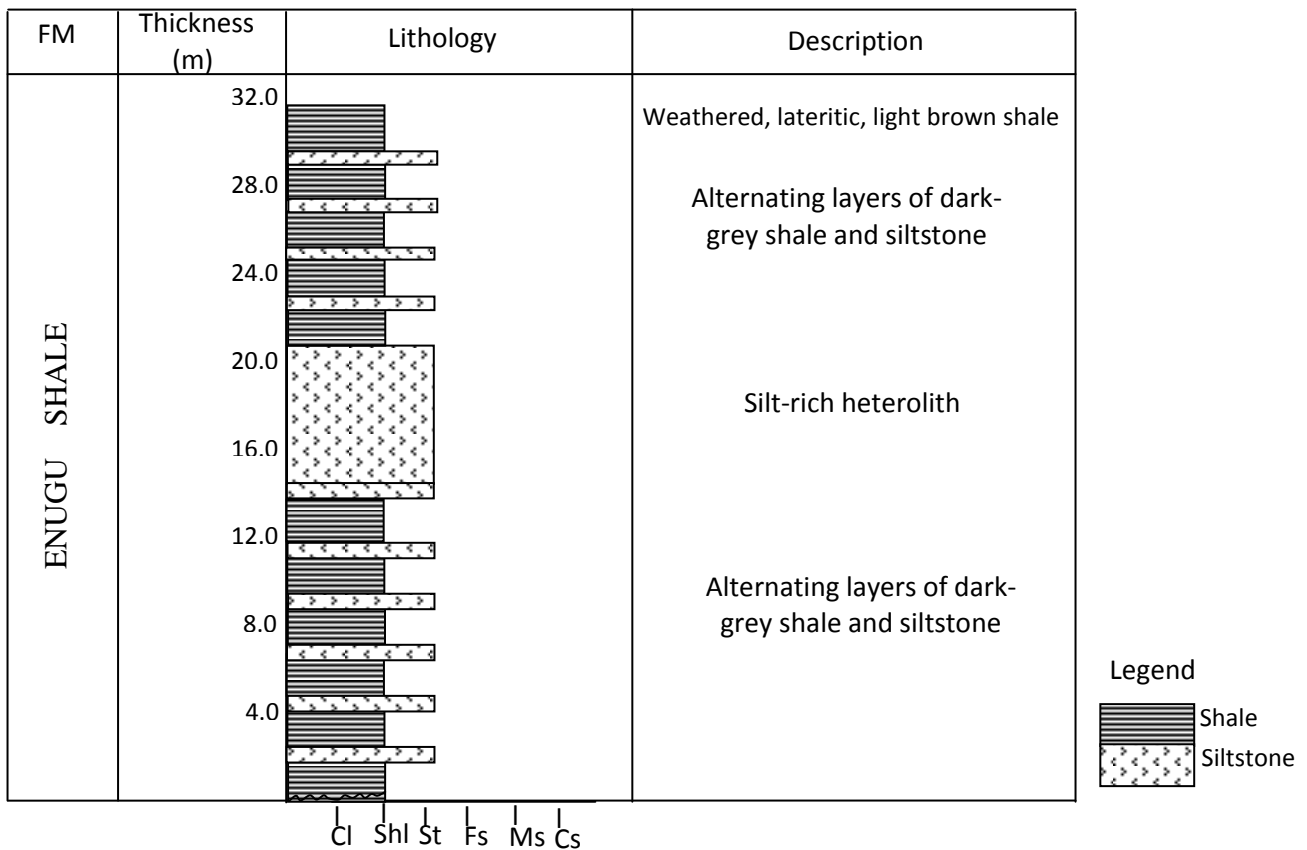 FM
Thickness
(m)
Lithology
Description
ENUGU SHALE
32.0
28.0
24.0
20.0
16.0
12.0
8.0
4.0
Weathered, lateritic, light brown shale
Alternating layers of dark-
grey shale and siltstone
Silt-rich heterolith
Alternating layers of dark-
grey shale and siltstone
Legend
Shale
Siltstone
Cl Shl St Fs Ms Cs